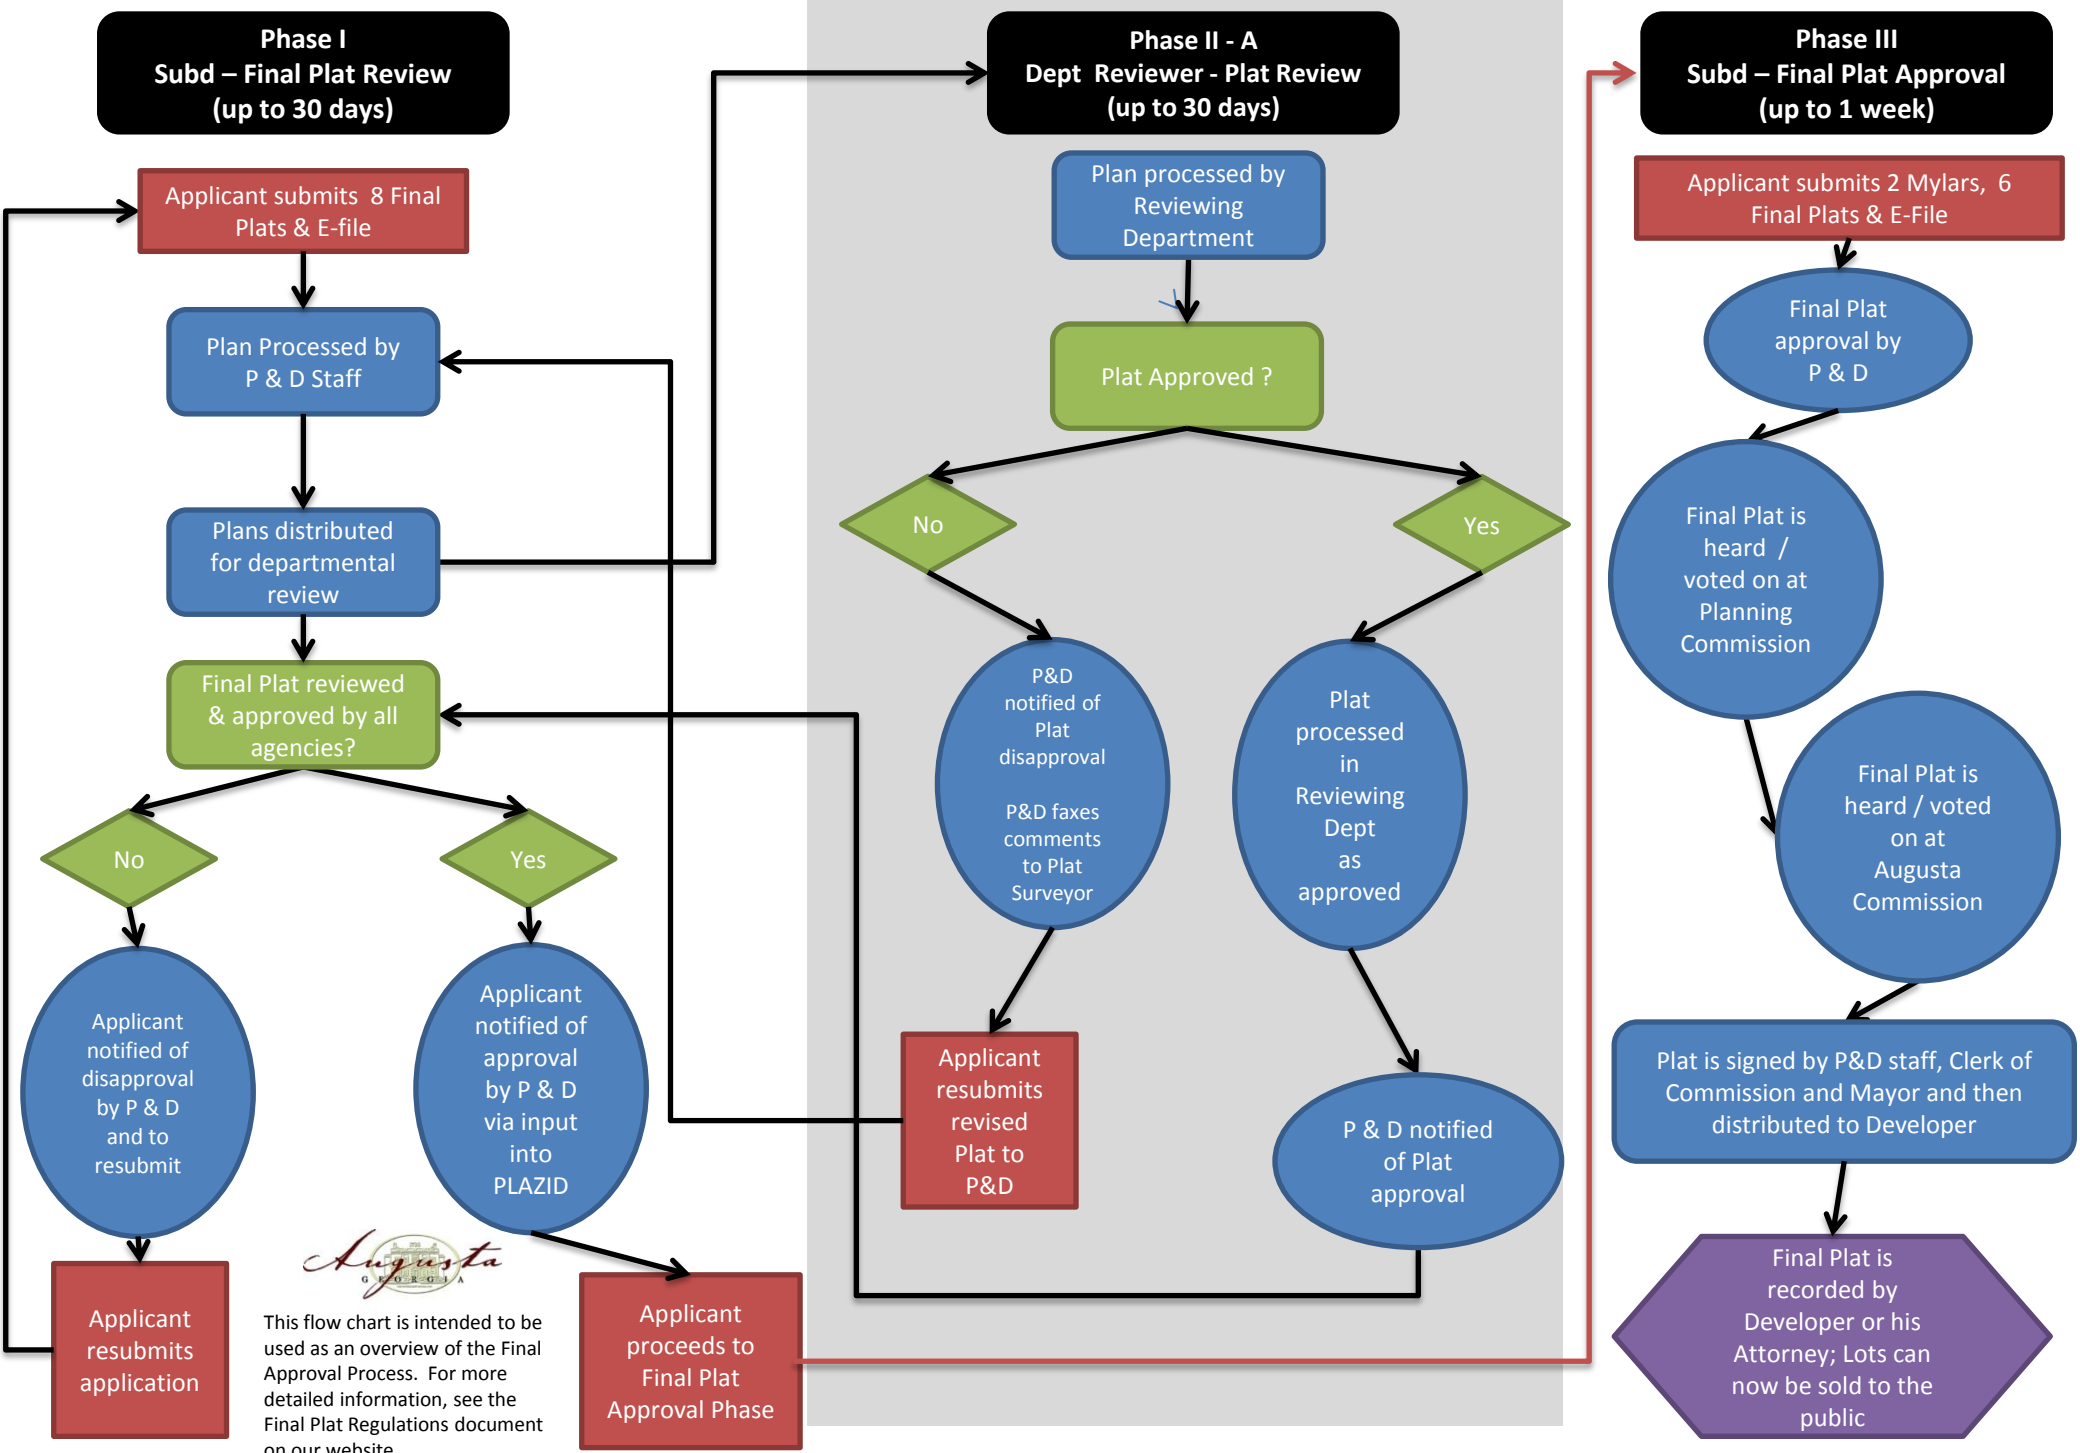 Phase I
Subd – Final Plat Review
(up to 30 days)
Applicant submits 8 Final
Plats & E-file
Plan Processed by
P & D Staff
Plans distributed
for departmental
review
Final Plat reviewed
& approved by all
agencies?
No
Yes
Applicant
notified of
disapproval
by P & D
and to
resubmit
Applicant
notified of
approval
by P & D
via input
into
PLAZID
Applicant
resubmits
application
Augusta
GEORGIA
This flow chart is intended to be
used as an overview of the Final
Approval Process. For more
detailed information, see the
Final Plat Regulations document
on our website
Applicant
proceeds to
Final Plat
Approval Phase
Phase II - A
Dept Reviewer - Plat Review
(up to 30 days)
Plan processed by
Reviewing
Department
Plat Approved ?
No
Yes
P&D
notified of
Plat
disapproval
P&D faxes
comments
to Plat
Surveyor
Plat
processed
in
Reviewing
Dept
as
approved
Applicant
resubmits
revised
Plat to
P&D
P & D notified
of Plat
approval
Phase III
Subd – Final Plat Approval
(up to 1 week)
Applicant submits 2 Mylars, 6
Final Plats & E-File
Final Plat
approval by
P & D
Final Plat is
heard /
voted on at
Planning
Commission
Final Plat is
heard / voted
on at
Augusta
Commission
Plat is signed by P&D staff, Clerk of
Commission and Mayor and then
distributed to Developer
Final Plat is
recorded by
Developer or his
Attorney; Lots can
now be sold to the
public